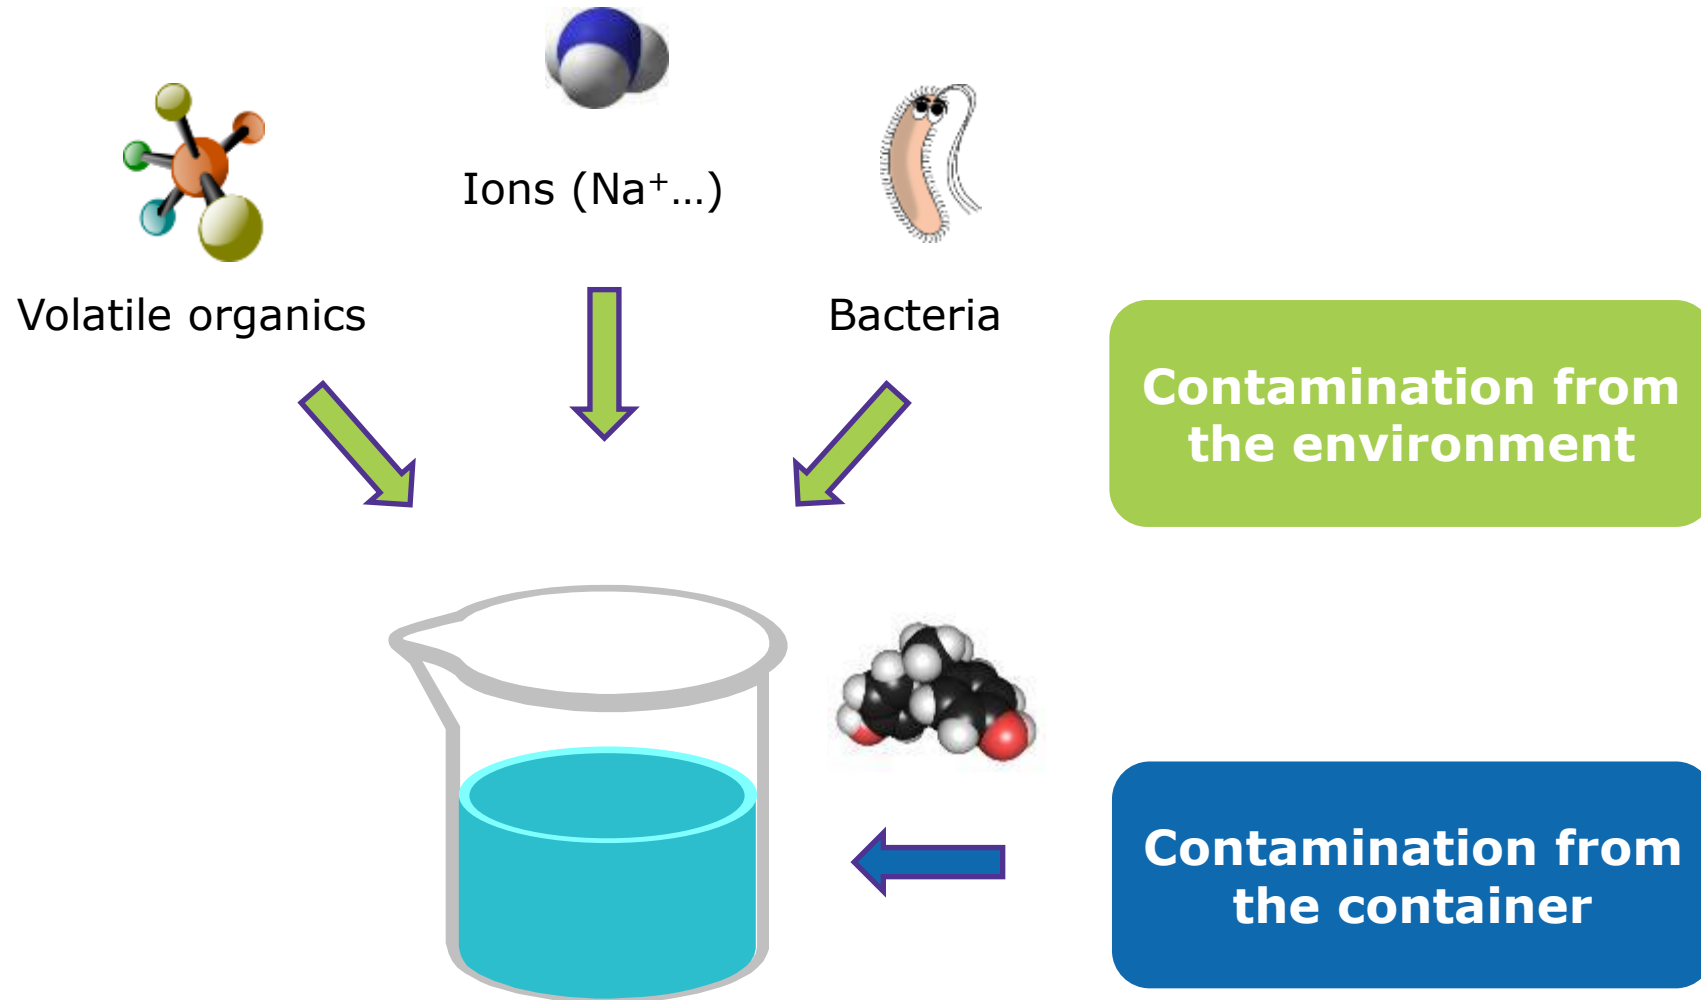 Ions (Na⁺…)
Volatile organics
Bacteria
Contamination from
the environment
Contamination from
the container